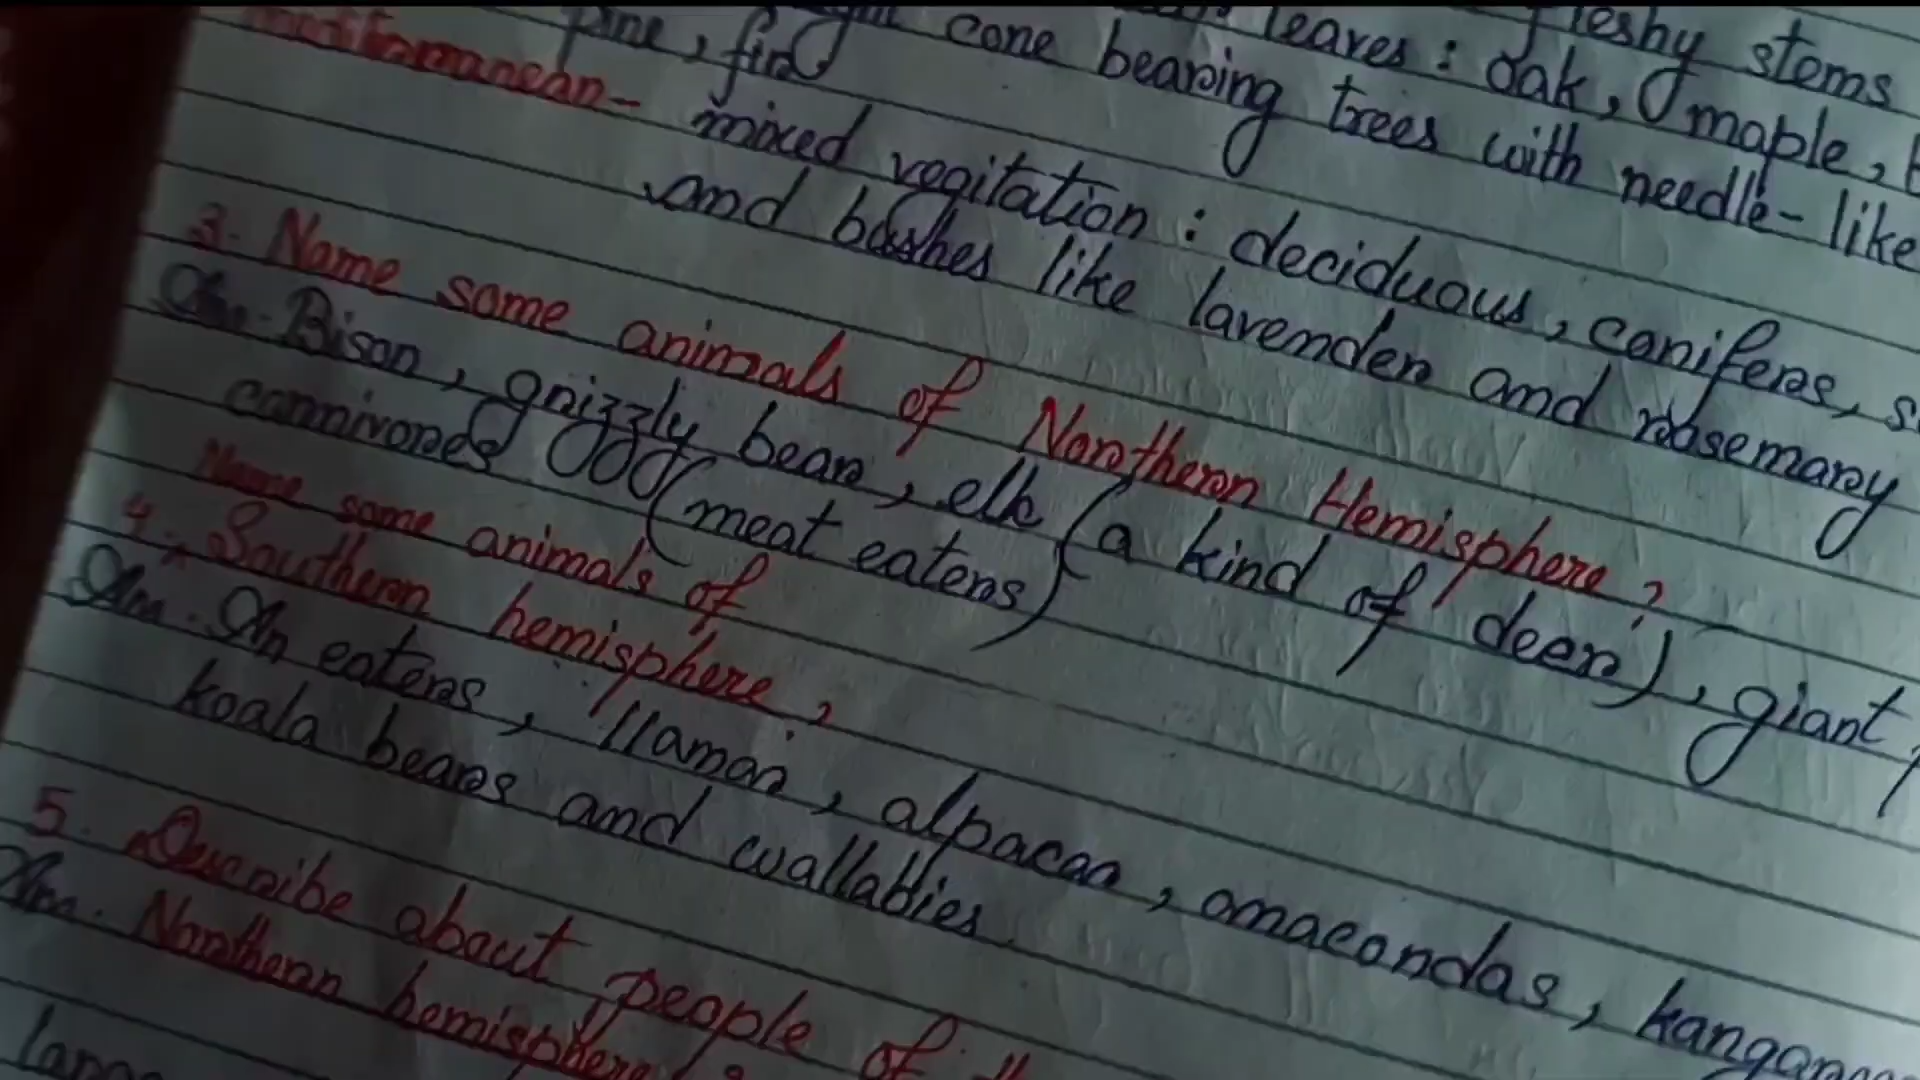 leaves : oak, maple,
fleshy stems
pine, fir cone bearing trees with needle-like
mixed vegitation : deciduous, conifers,
and bushes like lavender and rosemary
3. Name some animals of Northern Hemisphere?
Ans. Bison, grizzly bear, elk (a kind of deer), giant
carnivores (meat eaters)
Name some animals of
4. Southern hemisphere?
Ans. An eaters, llamas, alpacas, anacondas,
koala bears and wallabies.
5. Describe about people of
Ans. Northern hemisphere